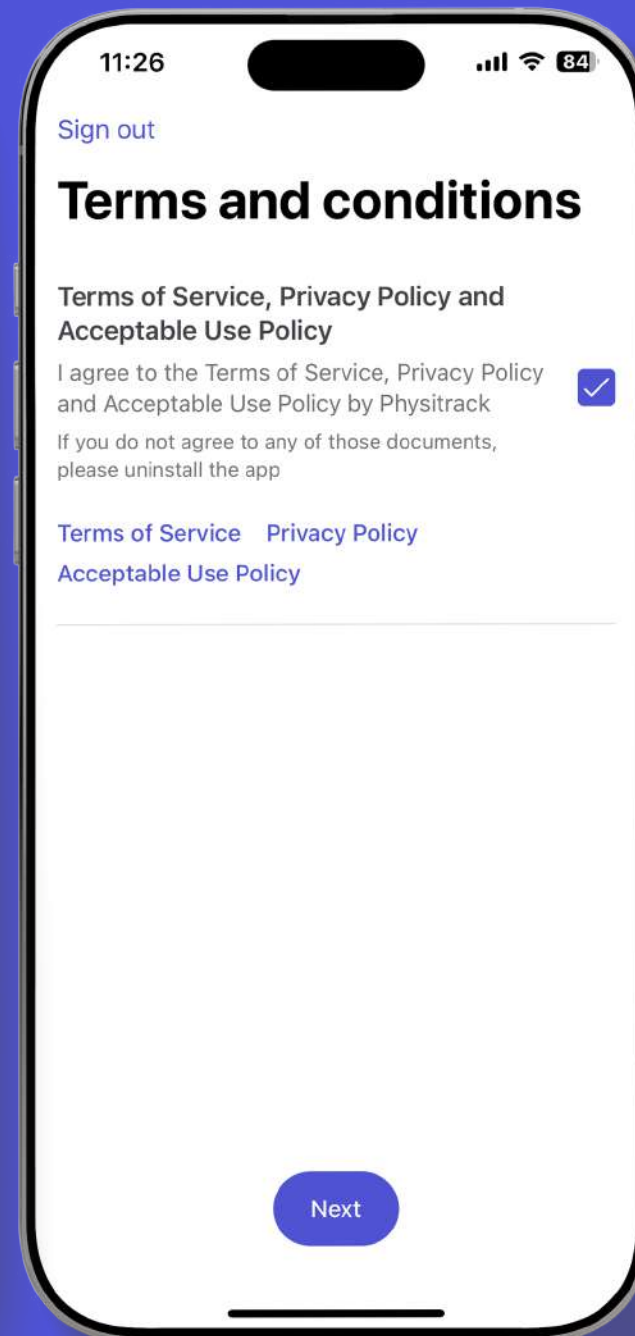 11:26
84
Sign out
Terms and conditions
Terms of Service, Privacy Policy and
Acceptable Use Policy
I agree to the Terms of Service, Privacy Policy
and Acceptable Use Policy by Physitrack
If you do not agree to any of those documents,
please uninstall the app
Terms of Service Privacy Policy
Acceptable Use Policy
Next